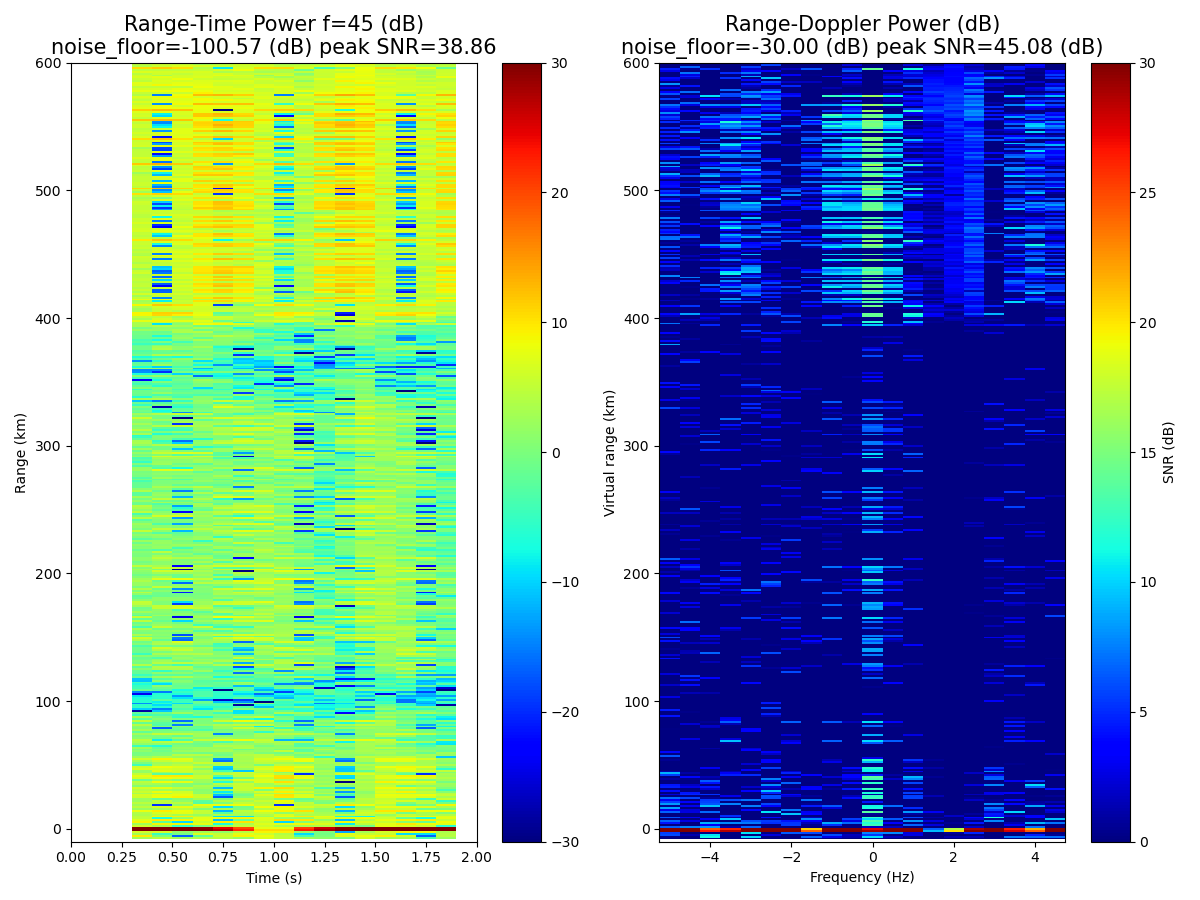 Range-Time Power f=45 (dB)
noise_floor=-100.57 (dB) peak SNR=38.86
Range-Doppler Power (dB)
noise_floor=-30.00 (dB) peak SNR=45.08 (dB)
Range (km)
600
500
400
300
200
100
0
0.00 0.25 0.50 0.75 1.00 1.25 1.50 1.75 2.00
Time (s)
30
20
10
0
−10
−20
−30
Virtual range (km)
600
500
400
300
200
100
0
−4 −2 0 2 4
Frequency (Hz)
30
25
20
15
10
5
0
SNR (dB)